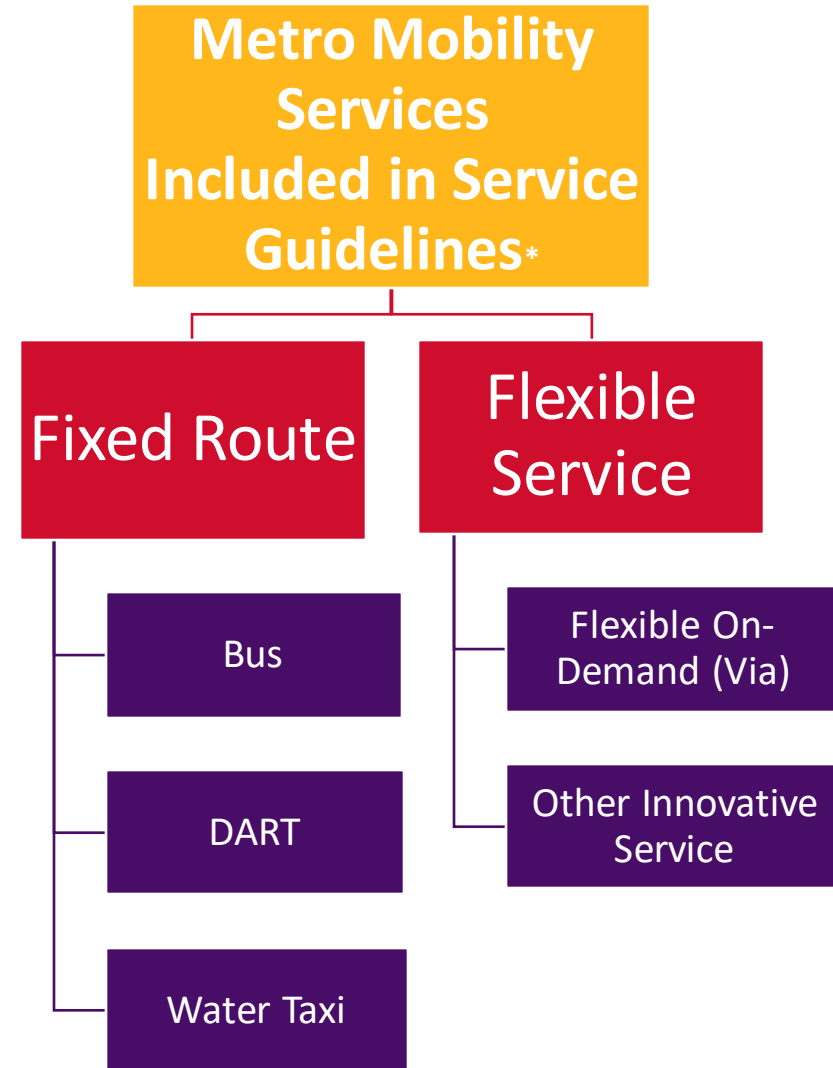 Metro Mobility
Services
Included in Service
Guidelines*
Fixed Route
Flexible
Service
Bus
DART
Water Taxi
Flexible On-
Demand (Via)
Other Innovative
Service